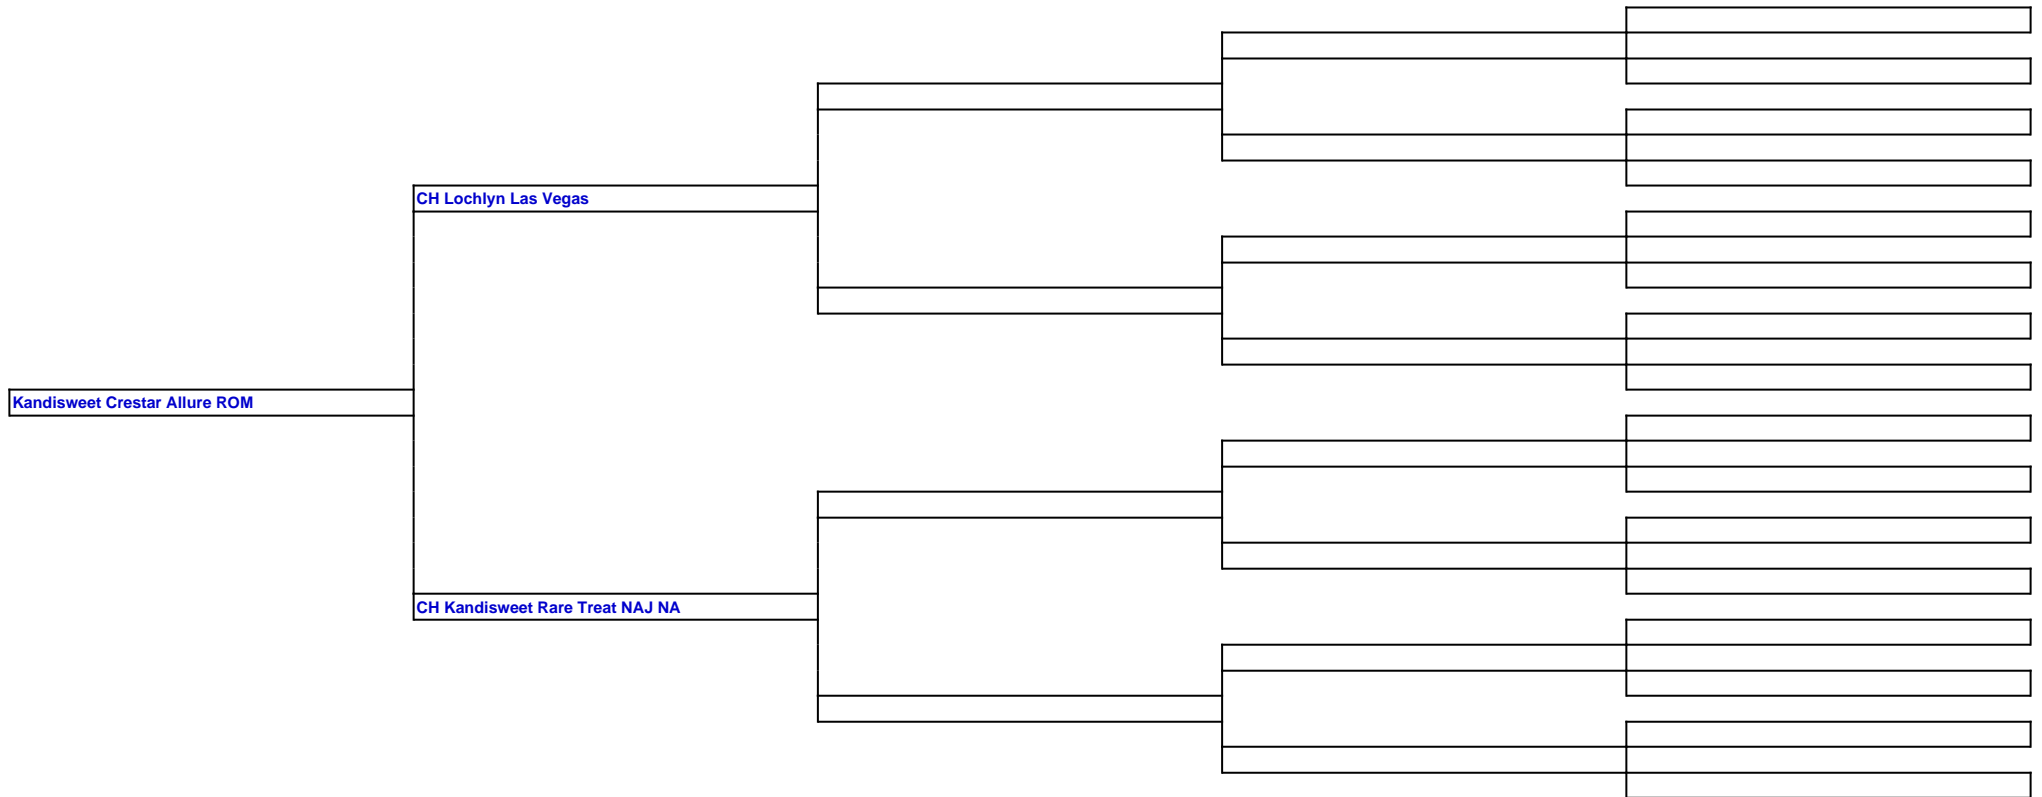 CH Lochlyn Las Vegas
Kandisweet Crestar Allure ROM
CH Kandisweet Rare Treat NAJ NA